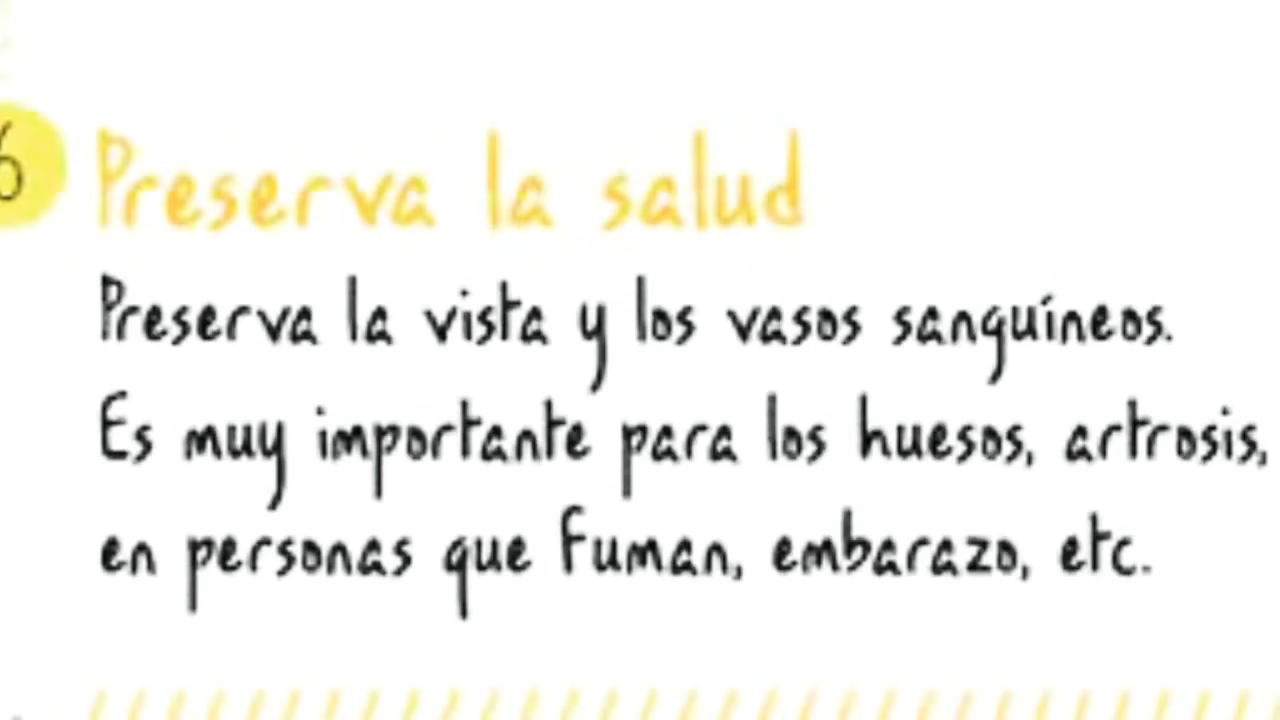 6 Preserva la salud
Preserva la vista y los vasos sanguíneos.
Es muy importante para los huesos, artrosis,
en personas que fuman, embarazo, etc.